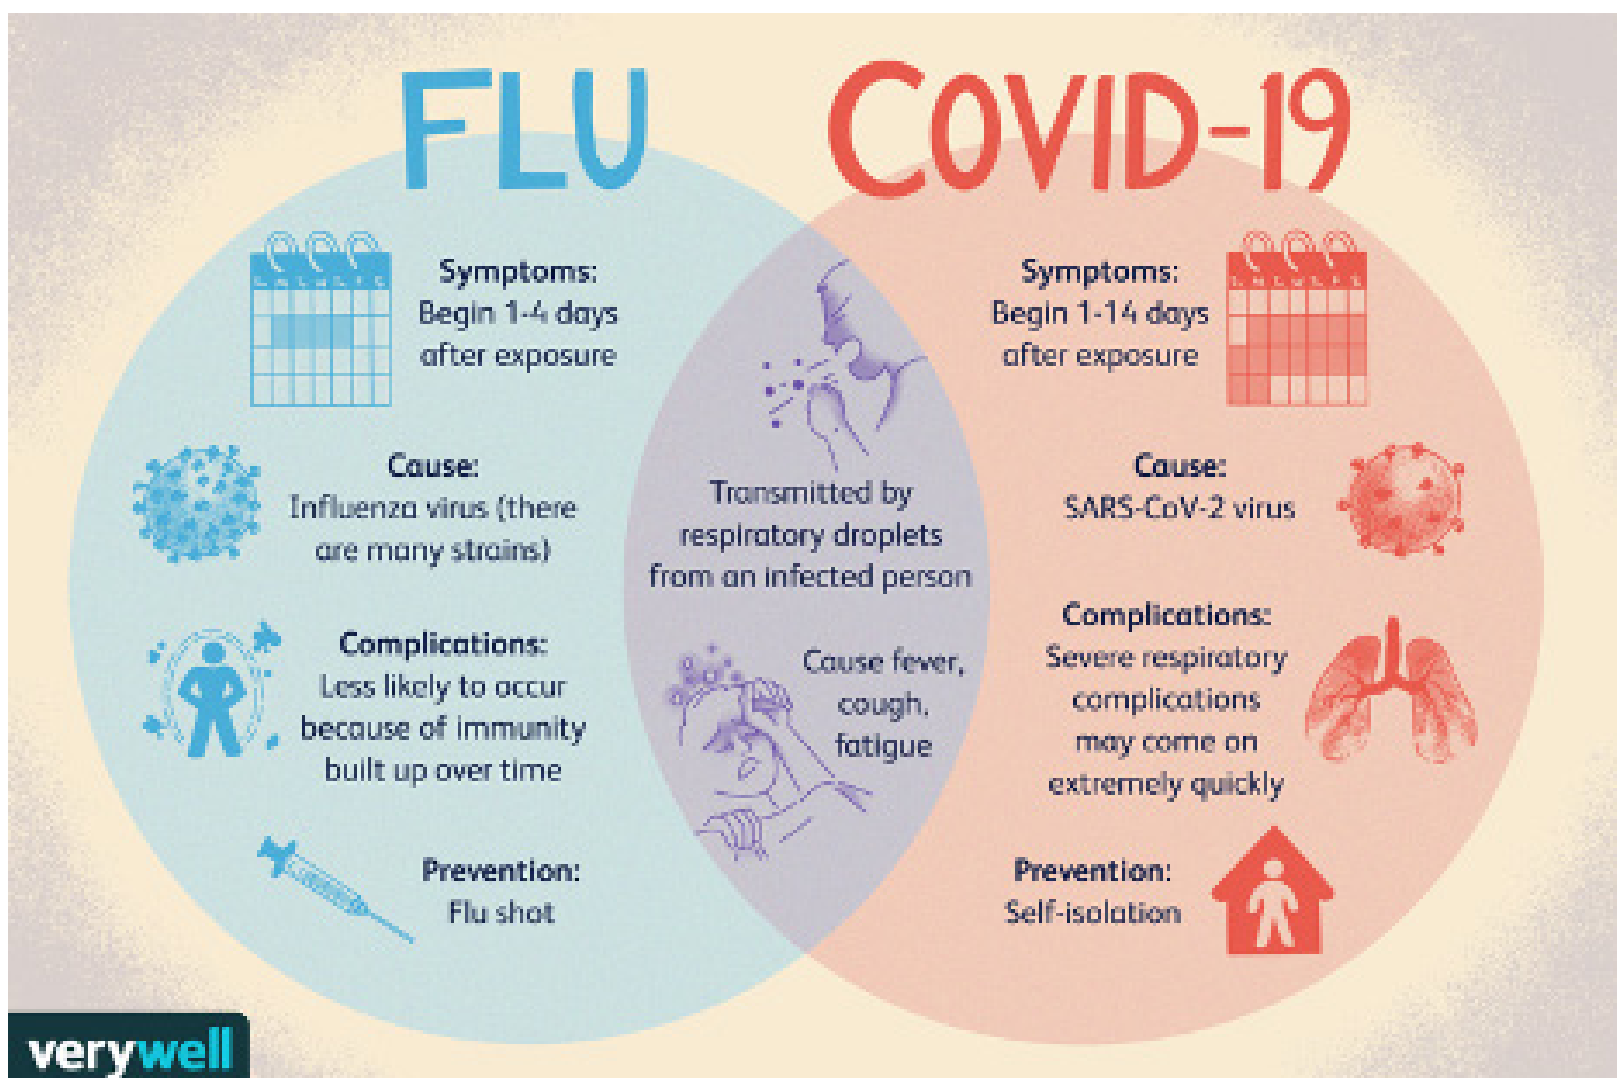 FLU
Symptoms:
Begin 1-4 days
after exposure
Cause:
Influenza virus (there
are many strains)
Complications:
Less likely to occur
because of immunity
built up over time
Prevention:
Flu shot
Transmitted by
respiratory droplets
from an infected person
Cause fever,
cough,
fatigue
COVID-19
Symptoms:
Begin 1-14 days
after exposure
Cause:
SARS-CoV-2 virus
Complications:
Severe respiratory
complications
may come on
extremely quickly
Prevention:
Self-isolation
verywell